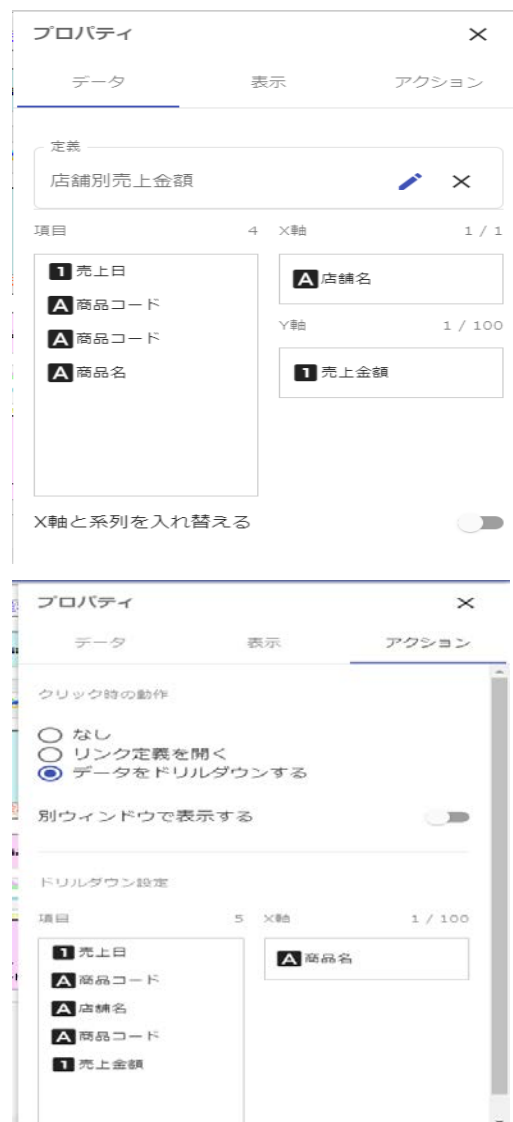 プロパティ ×
データ 表示 アクション
定義
店舗別売上金額
項目 4 X軸 1 / 1
1 売上日
A 商品コード
A 商品コード
A 商品名
A 店舗名
Y軸 1 / 100
1 売上金額
X軸と系列を入れ替える
プロパティ ×
データ 表示 アクション
クリック時の動作
なし
リンク定義を開く
データをドリルダウンする
別ウィンドウで表示する
ドリルダウン設定
項目 5 X軸 1 / 100
1 売上日
A 商品コード
A 店舗名
A 商品コード
1 売上金額
A 商品名